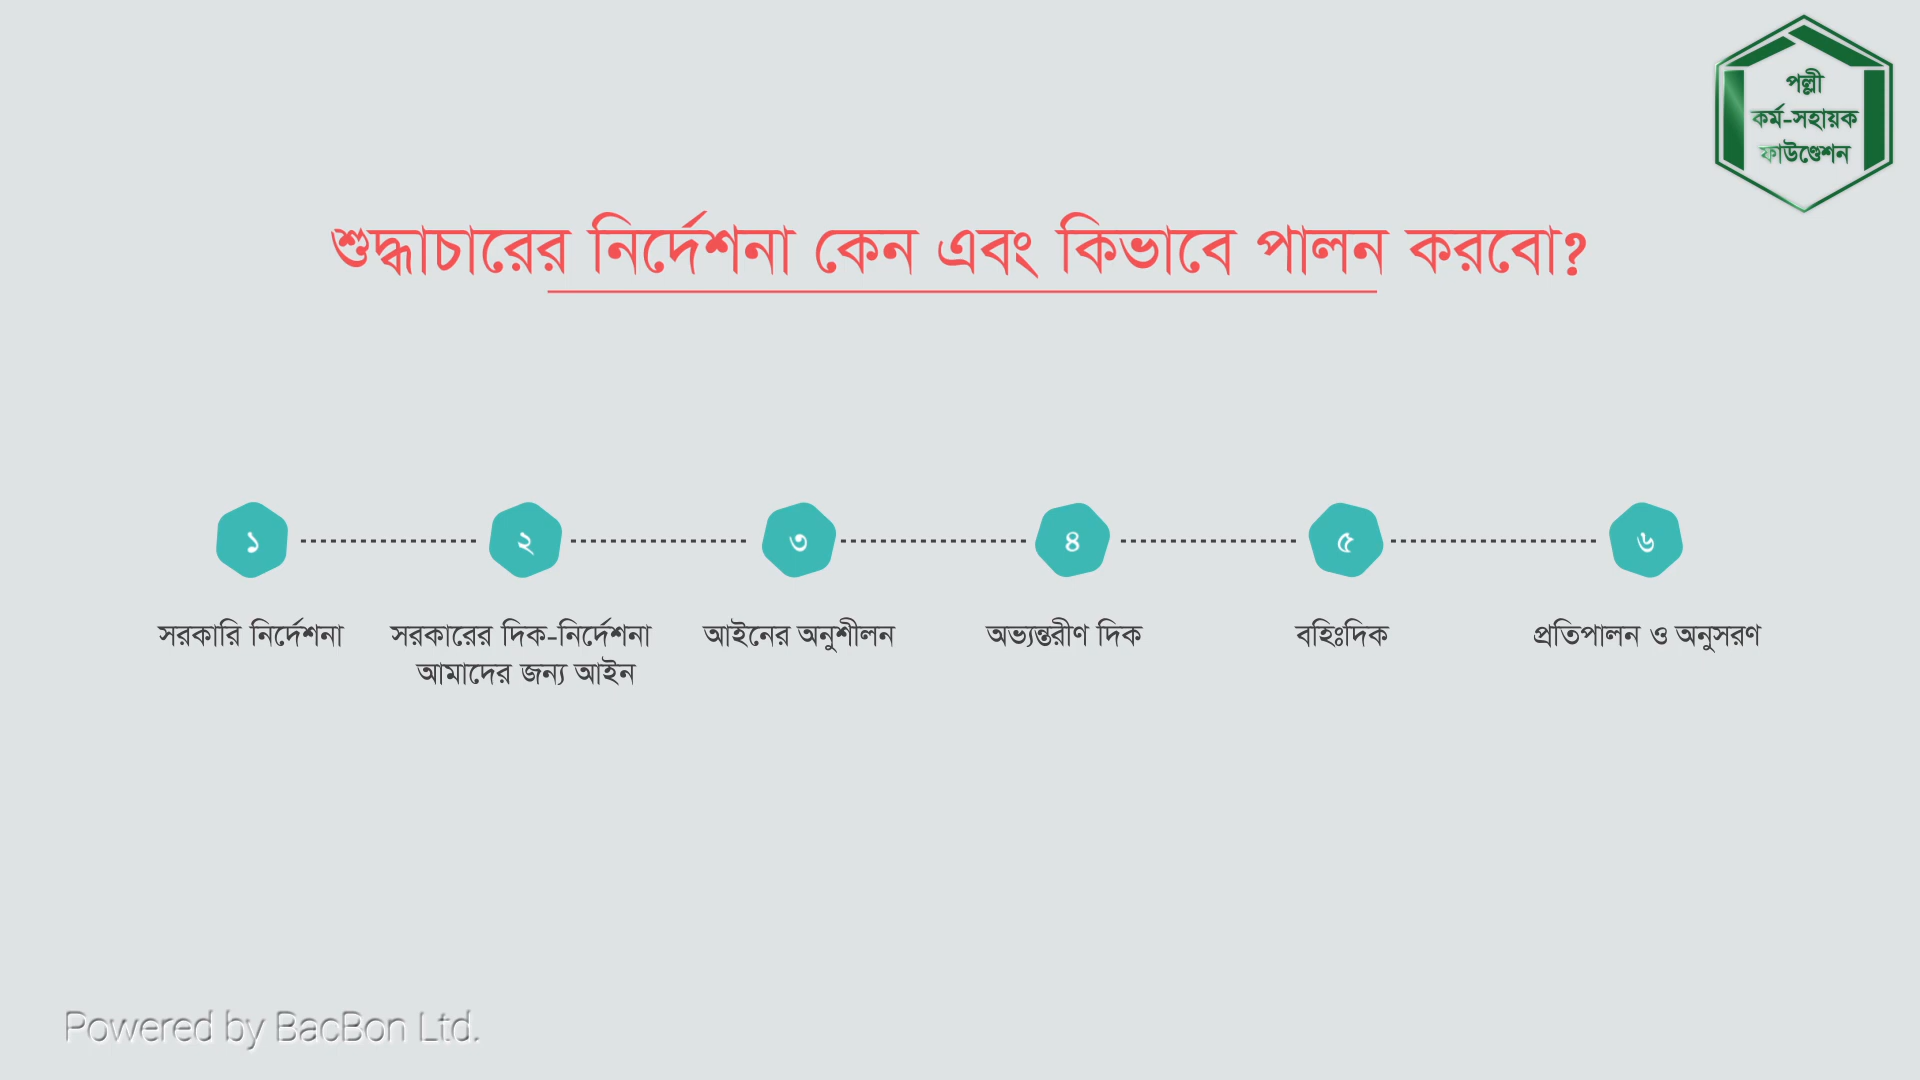 পল্লী
কর্ম-সহায়ক
ফাউণ্ডেশন
শুদ্ধাচারের নির্দেশনা কেন এবং কিভাবে পালন করবো?
১
২
৩
৪
৫
৬
সরকারি নির্দেশনা
সরকারের দিক-নির্দেশনা
আমাদের জন্য আইন
আইনের অনুশীলন
অভ্যন্তরীণ দিক
বহিঃদিক
প্রতিপালন ও অনুসরণ
Powered by BacBon Ltd.